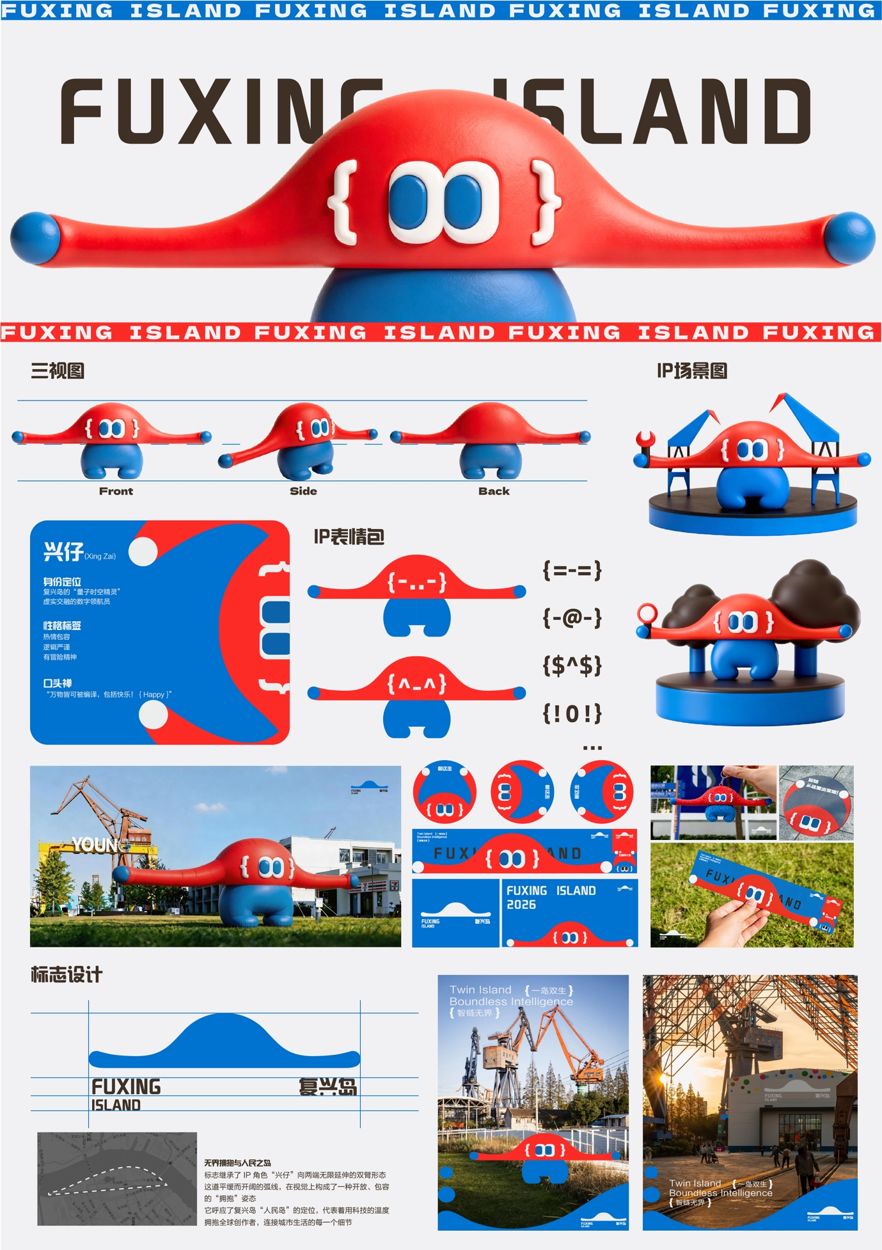 FUXING ISLAND FUXING ISLAND FUXING ISLAND FUXING
FUXING ISLAND
{ }
FUXING ISLAND FUXING ISLAND FUXING ISLAND FUXING
三视图
IP场景图
Front
Side
Back
兴仔(Xing Zai)
身份定位
复兴岛的“量子时空精灵”
虚实交融的数字领航员
性格标签
热情包容
逻辑严谨
有冒险精神
口头禅
“万物皆可被编译，包括快乐！{ Happy }”
IP表情包
{-..-}
{^_^}
{=-=}
{-@-}
{$^$}
{!0!}
...
YOUNG
FUXING
ISLAND
复兴岛
FUXING ISLAND
2026
标志设计
FUXING
ISLAND
复兴岛
无界拥抱与人民之岛
标志继承了 IP 角色“兴仔”向两端无限延伸的双臂形态
这道平缓而开阔的弧线，在视觉上构成了一种开放、包容
的“拥抱”姿态
它呼应了复兴岛“人民岛”的定位，代表着用科技的温度
拥抱全球创作者，连接城市生活的每一个细节
Twin Island {一岛双生}
Boundless Intelligence
{智链无界}
Twin Island {一岛双生}
Boundless Intelligence
{智链无界}